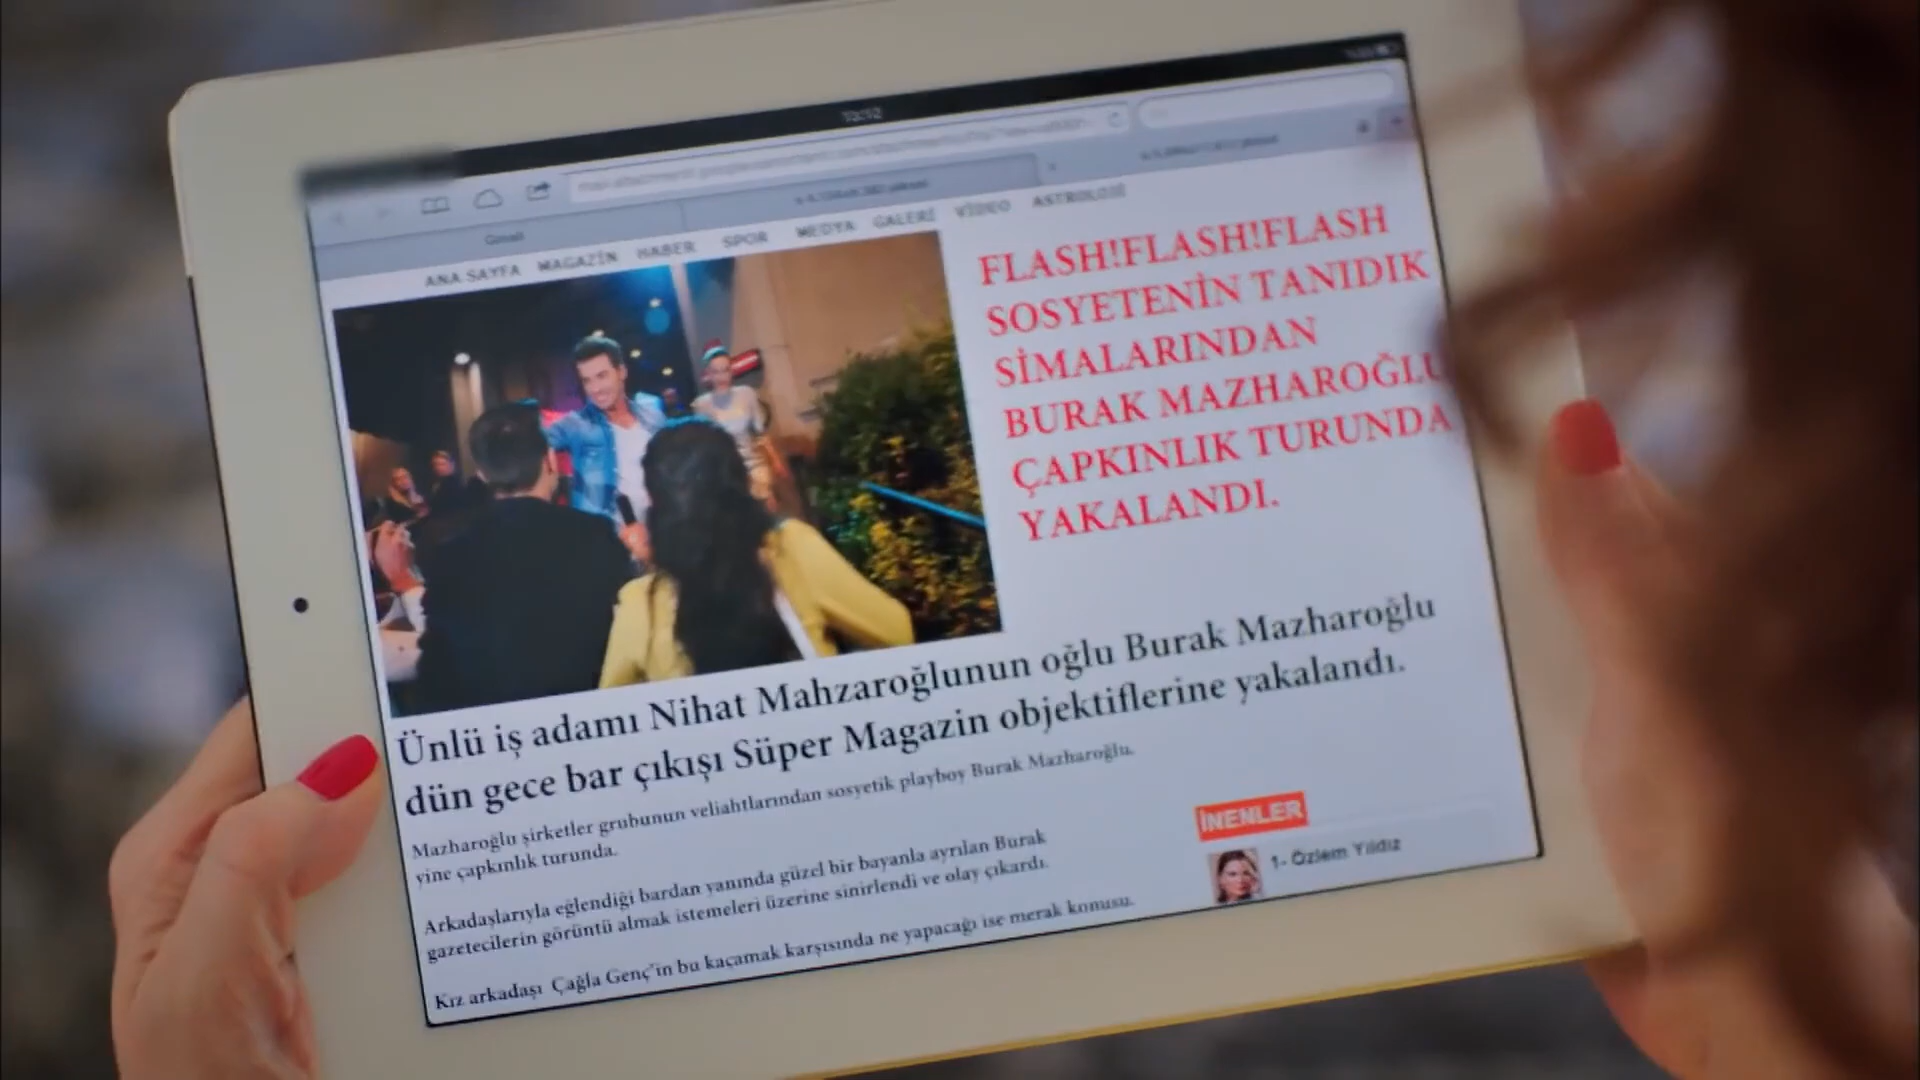 13:12
Gmail
ANA SAYFA MAGAZİN HABER SPOR MEDYA GALERİ VİDEO ASTROLOJİ
FLASH!FLASH!FLASH
SOSYETENİN TANIDIK
SİMALARINDAN
BURAK MAZHAROĞLU
ÇAPKINLIK TURUNDA
YAKALANDI.
Ünlü iş adamı Nihat Mahzaroğlunun oğlu Burak Mazharoğlu
dün gece bar çıkışı Süper Magazin objektiflerine yakalandı.
Mazharoğlu şirketler grubunun veliahtlarından sosyetik playboy Burak Mazharoğlu.
yine çapkınlık turunda.
Arkadaşlarıyla eğlendiği bardan yanında güzel bir bayanla ayrılan Burak
gazetecilerin görüntü almak istemeleri üzerine sinirlendi ve olay çıkardı.
Kız arkadaşı Çağla Genç'in bu kaçamak karşısında ne yapacağı ise merak konusu.
İNENLER
1- Özlem Yıldız